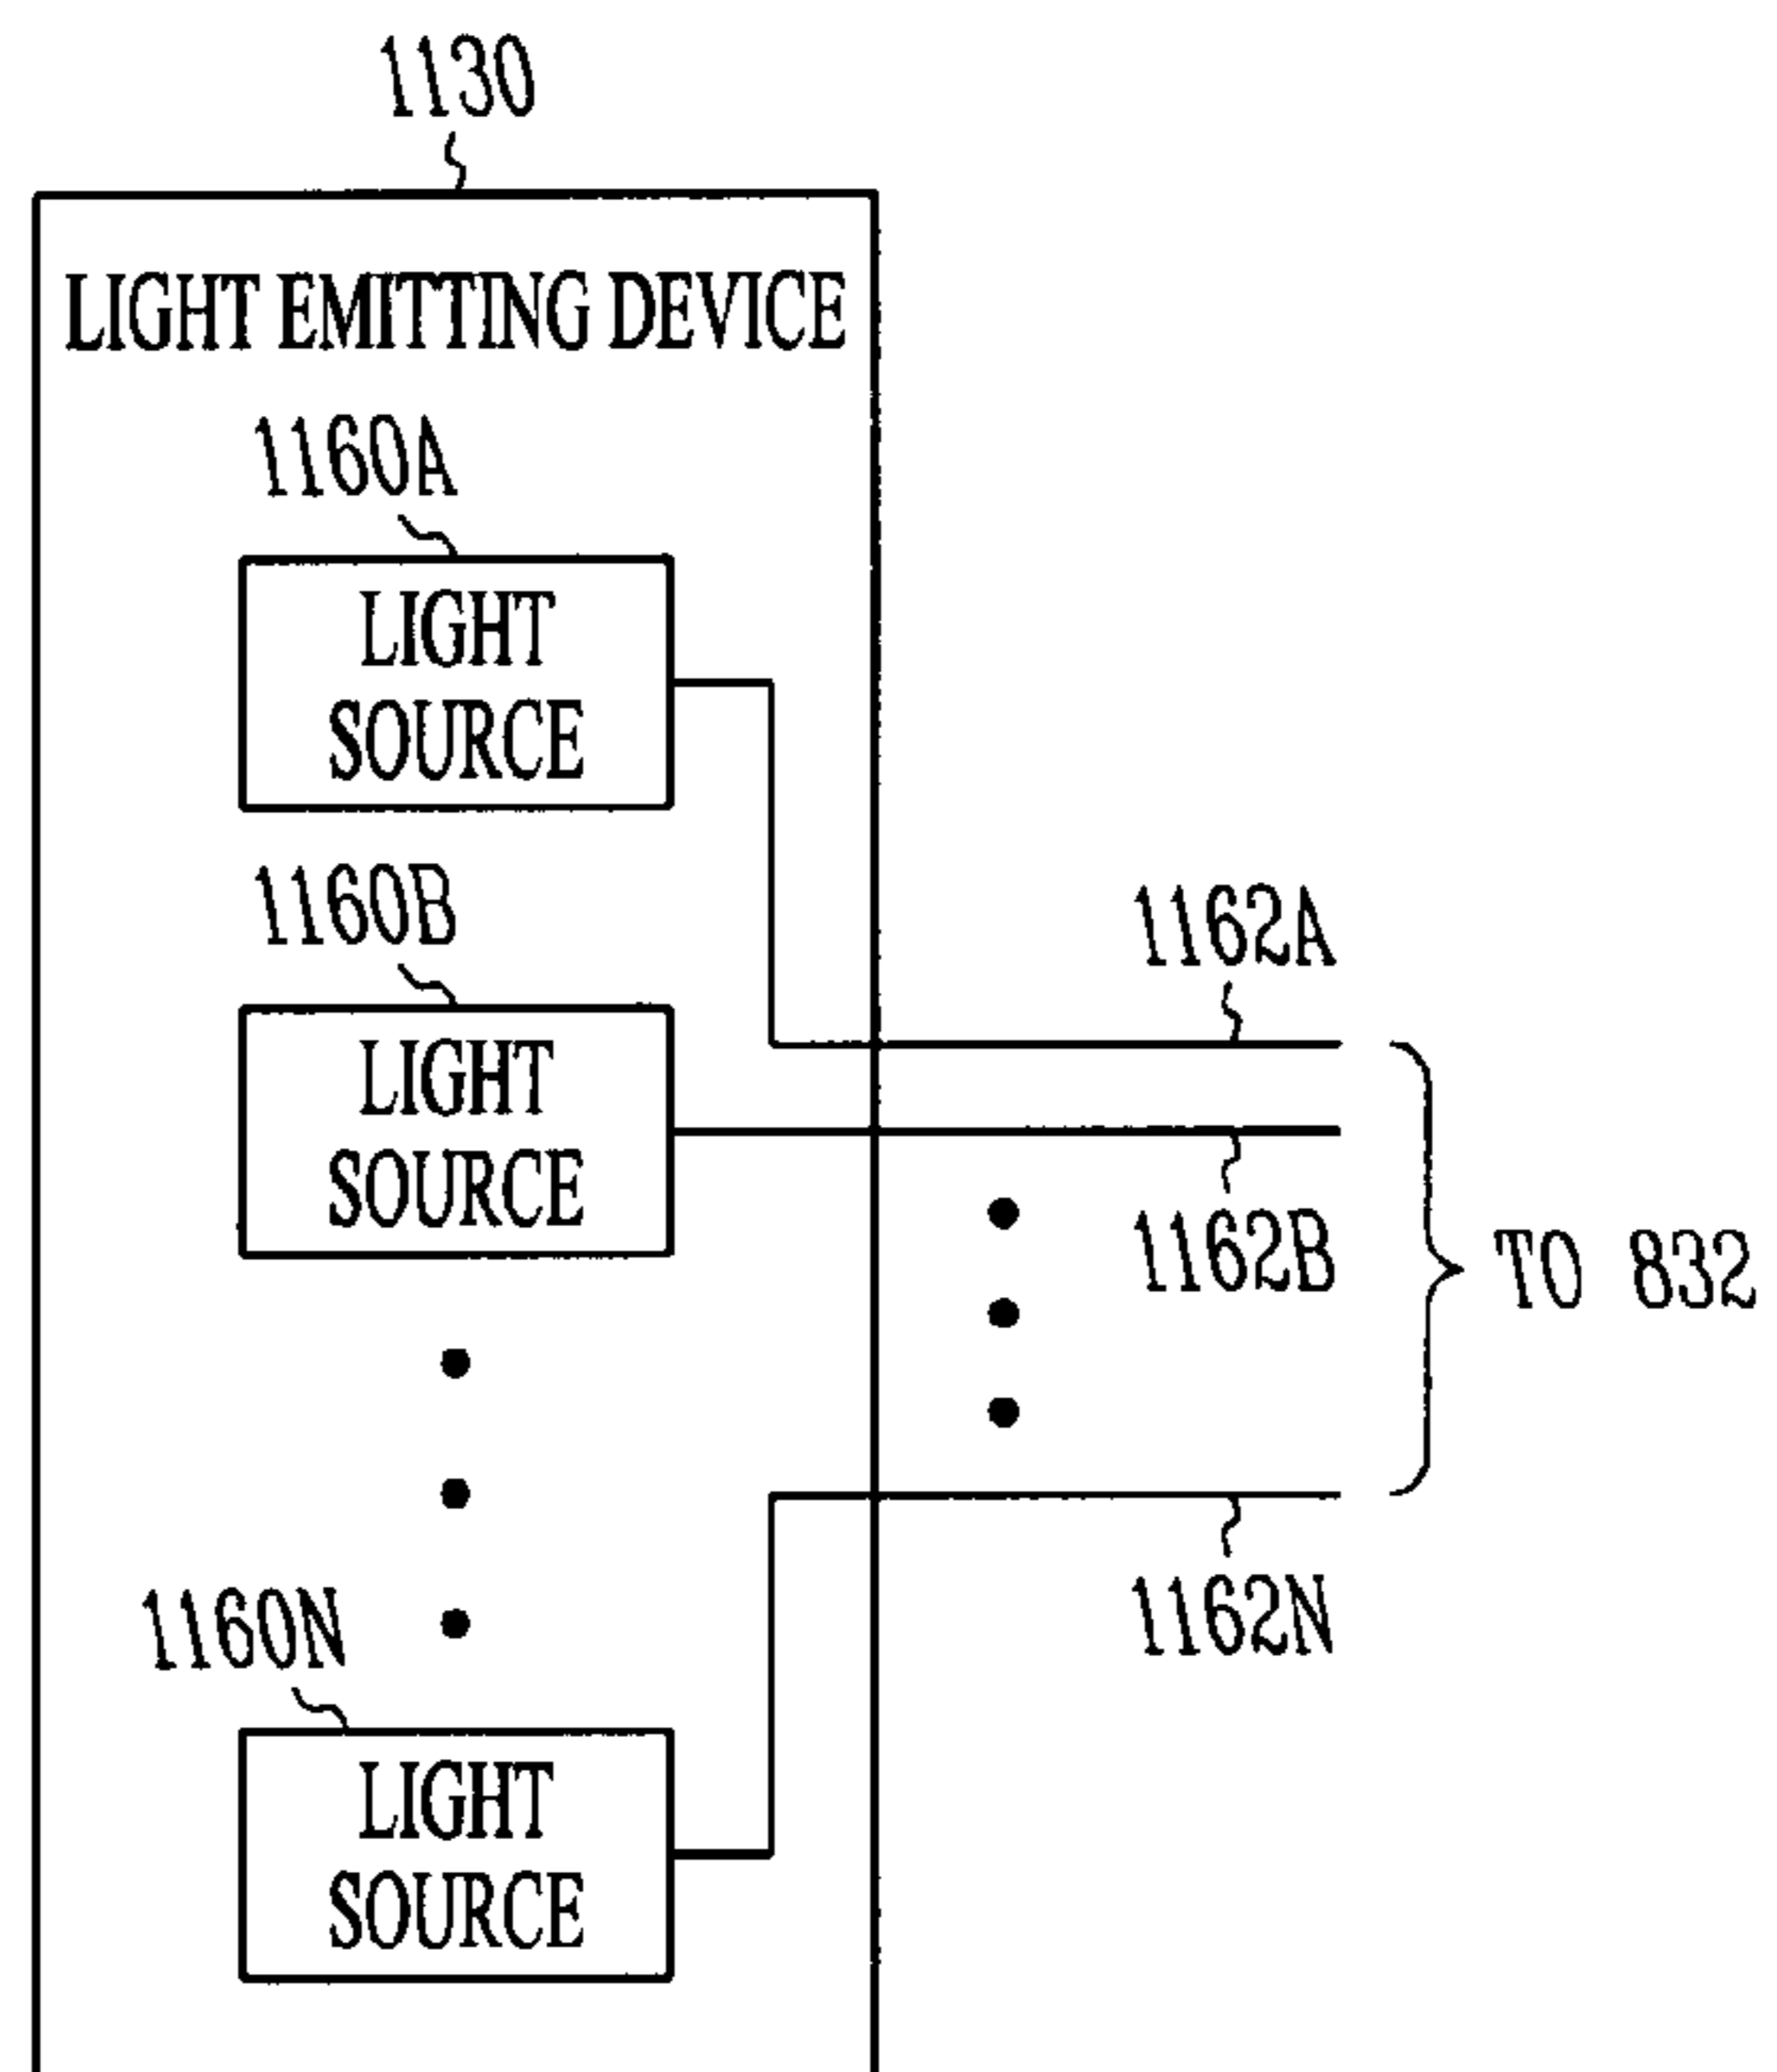 1130
LIGHT EMITTING DEVICE
1160A
LIGHT
SOURCE
1160B
LIGHT
SOURCE
1162A
1162B
TO 832
1162N
1160N
LIGHT
SOURCE